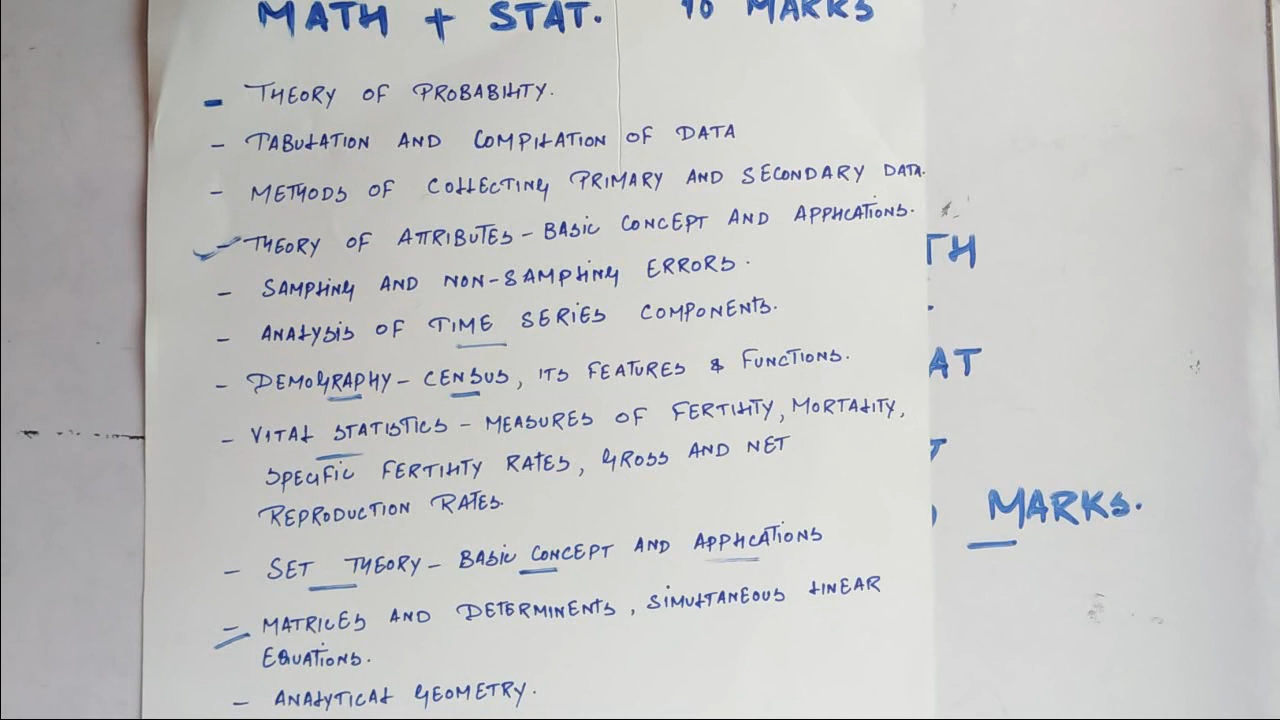 MATH + STAT. 10 MARKS
- THEORY OF PROBABILITY.
- TABULATION AND COMPILATION OF DATA
- METHODS OF COLLECTING PRIMARY AND SECONDARY DATA.
- THEORY OF ATTRIBUTES - BASIC CONCEPT AND APPLICATIONS.
- SAMPLING AND NON-SAMPLING ERRORS.
- ANALYSIS OF TIME SERIES COMPONENTS.
- DEMOGRAPHY - CENSUS, ITS FEATURES & FUNCTIONS.
- VITAL STATISTICS - MEASURES OF FERTILITY, MORTALITY,
SPECIFIC FERTILITY RATES, GROSS AND NET
REPRODUCTION RATES.
- SET THEORY - BASIC CONCEPT AND APPLICATIONS
- MATRICES AND DETERMINENTS, SIMULTANEOUS LINEAR
EQUATIONS.
- ANALYTICAL GEOMETRY.
TH
AT
MARKS.